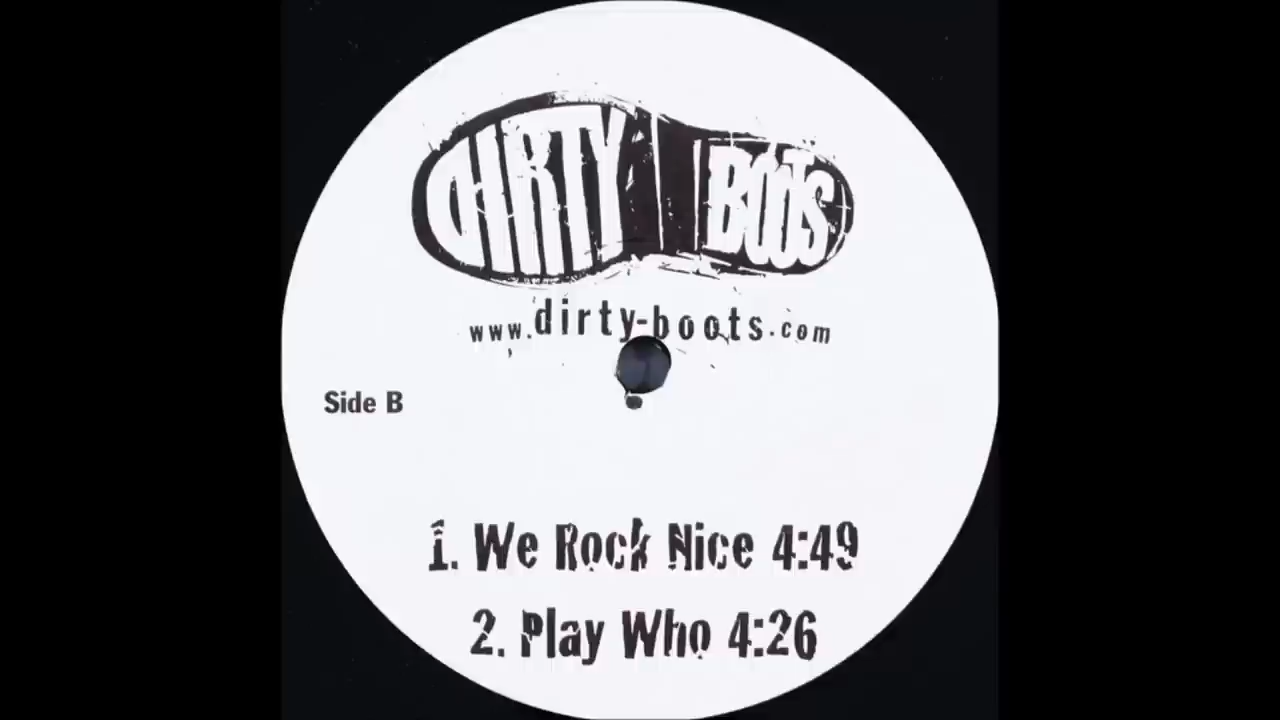 DIRTY BOOTS
www.dirty-boots.com
Side B
1. We Rock Nice 4:49
2. Play Who 4:26